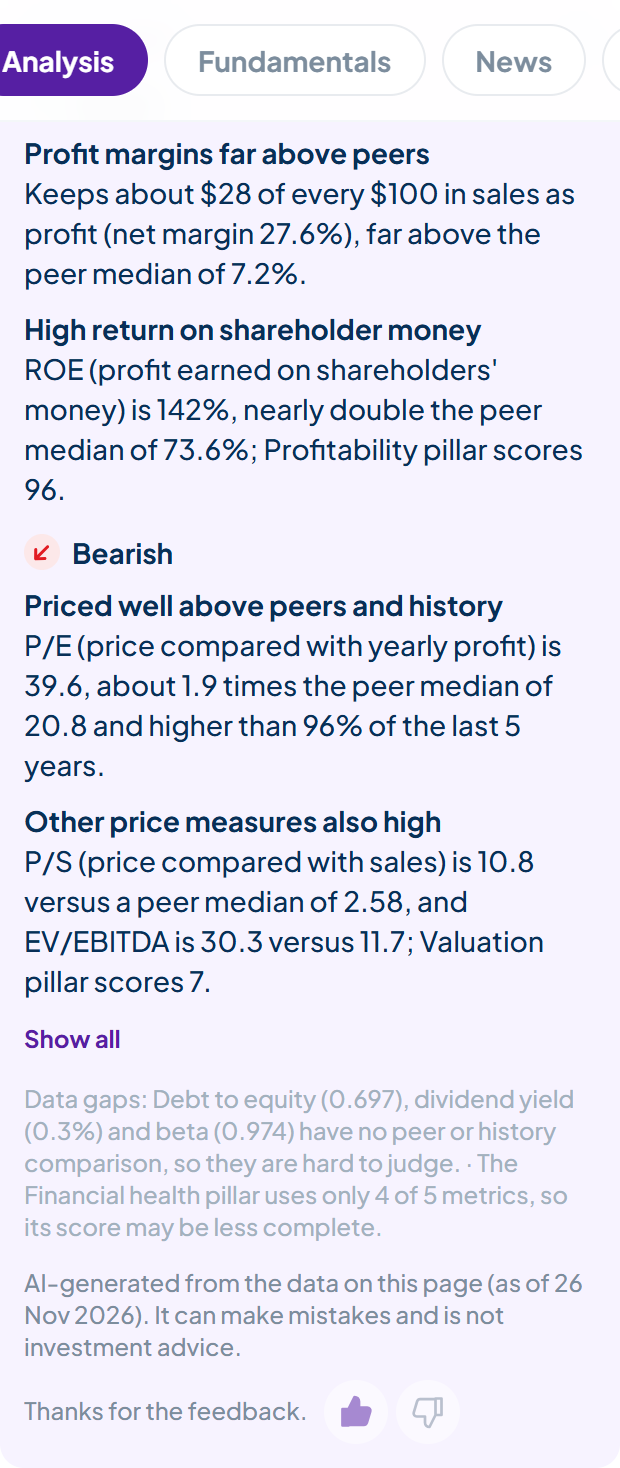 Analysis
Fundamentals
News
Profit margins far above peers
Keeps about $28 of every $100 in sales as
profit (net margin 27.6%), far above the
peer median of 7.2%.
High return on shareholder money
ROE (profit earned on shareholders'
money) is 142%, nearly double the peer
median of 73.6%; Profitability pillar scores
96.
Bearish
Priced well above peers and history
P/E (price compared with yearly profit) is
39.6, about 1.9 times the peer median of
20.8 and higher than 96% of the last 5
years.
Other price measures also high
P/S (price compared with sales) is 10.8
versus a peer median of 2.58, and
EV/EBITDA is 30.3 versus 11.7; Valuation
pillar scores 7.
Show all
Data gaps: Debt to equity (0.697), dividend yield
(0.3%) and beta (0.974) have no peer or history
comparison, so they are hard to judge. · The
Financial health pillar uses only 4 of 5 metrics, so
its score may be less complete.
AI-generated from the data on this page (as of 26
Nov 2026). It can make mistakes and is not
investment advice.
Thanks for the feedback.